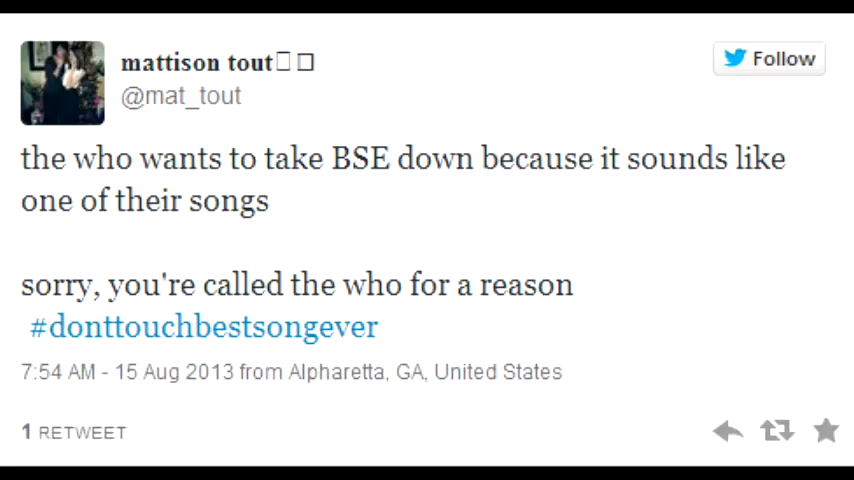 mattison tout
Follow
@mat_tout
the who wants to take BSE down because it sounds like
one of their songs
sorry, you're called the who for a reason
#donttouchbestsongever
7:54 AM - 15 Aug 2013 from Alpharetta, GA, United States
1 RETWEET